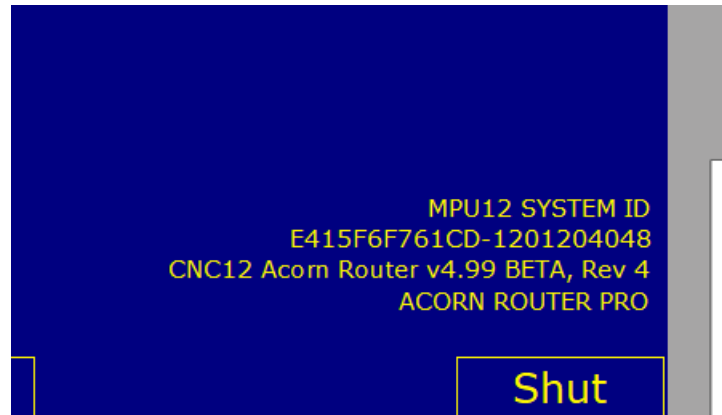 MPU12 SYSTEM ID
E415F6F761CD-1201204048
CNC12 Acorn Router v4.99 BETA, Rev 4
ACORN ROUTER PRO
Shut